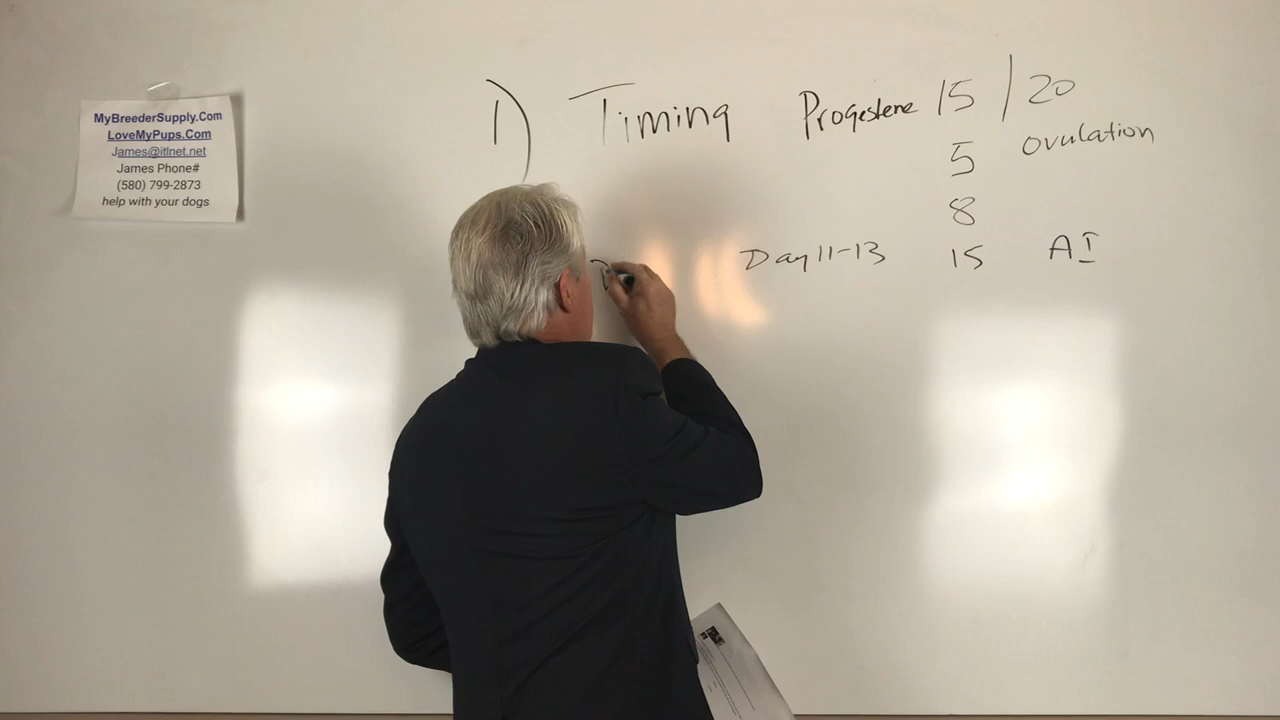 MyBreederSupply.Com
LoveMyPups.Com
James@itlnet.net
James Phone#
(580) 799-2873
help with your dogs
1) Timing Progesterne 15 / 20
5 ovulation
8
Day 11-13 15 AI